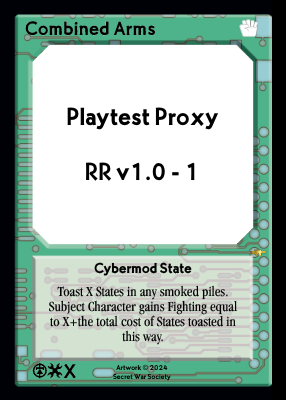 Combined Arms
Playtest Proxy
RR v1.0 - 1
Cybermod State
Toast X States in any smoked piles.
Subject Character gains Fighting equal
to X+the total cost of States toasted in
this way.
X
Artwork © 2024
Secret War Society